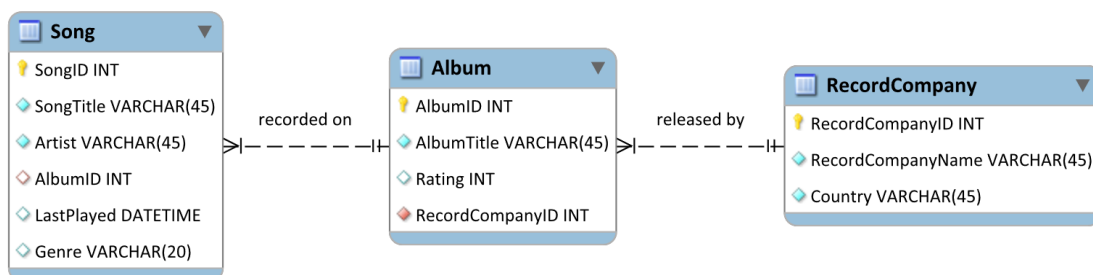 Song
SongID INT
SongTitle VARCHAR(45)
Artist VARCHAR(45)
AlbumID INT
LastPlayed DATETIME
Genre VARCHAR(20)
recorded on
Album
AlbumID INT
AlbumTitle VARCHAR(45)
Rating INT
RecordCompanyID INT
released by
RecordCompany
RecordCompanyID INT
RecordCompanyName VARCHAR(45)
Country VARCHAR(45)